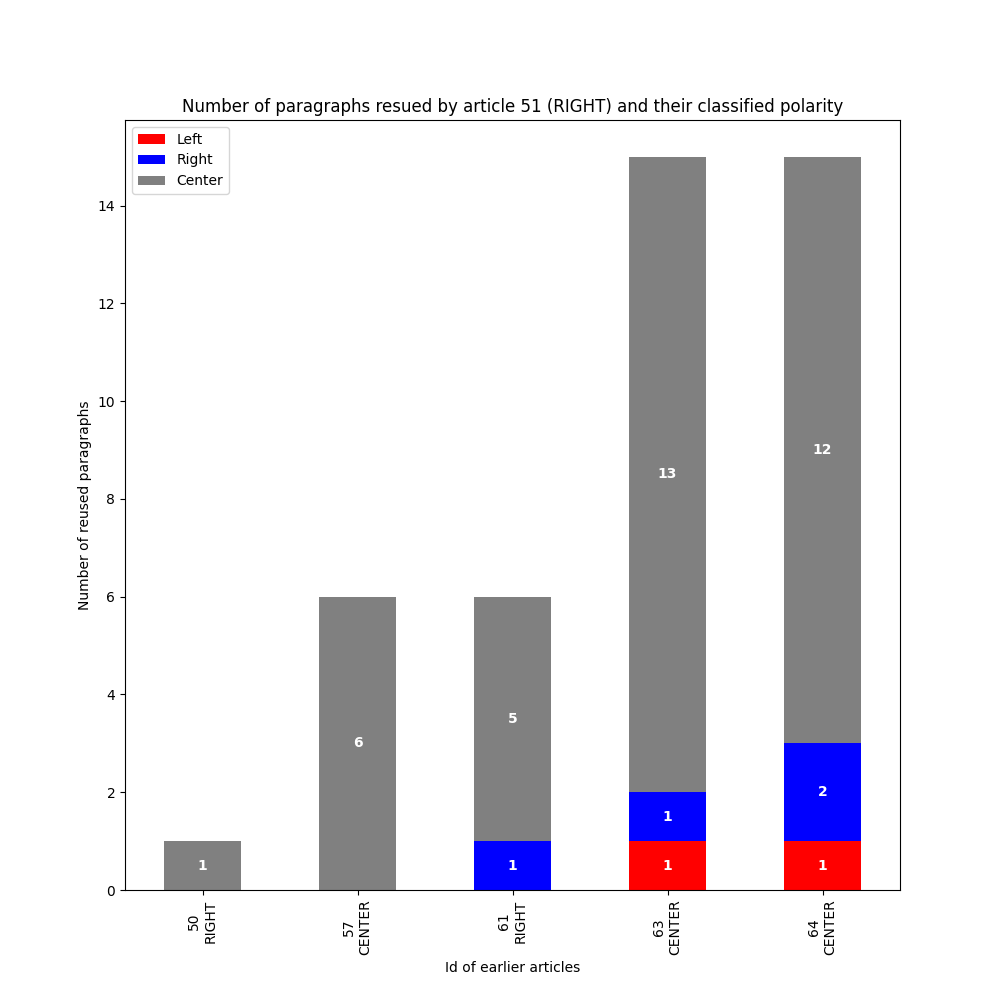 Number of paragraphs resued by article 51 (RIGHT) and their classified polarity
Left
Right
Center
14
12
10
8
6
4
2
0
Number of reused paragraphs
1
6
5
1
13
1
1
12
2
1
50
RIGHT
57
CENTER
61
RIGHT
63
CENTER
64
CENTER
Id of earlier articles